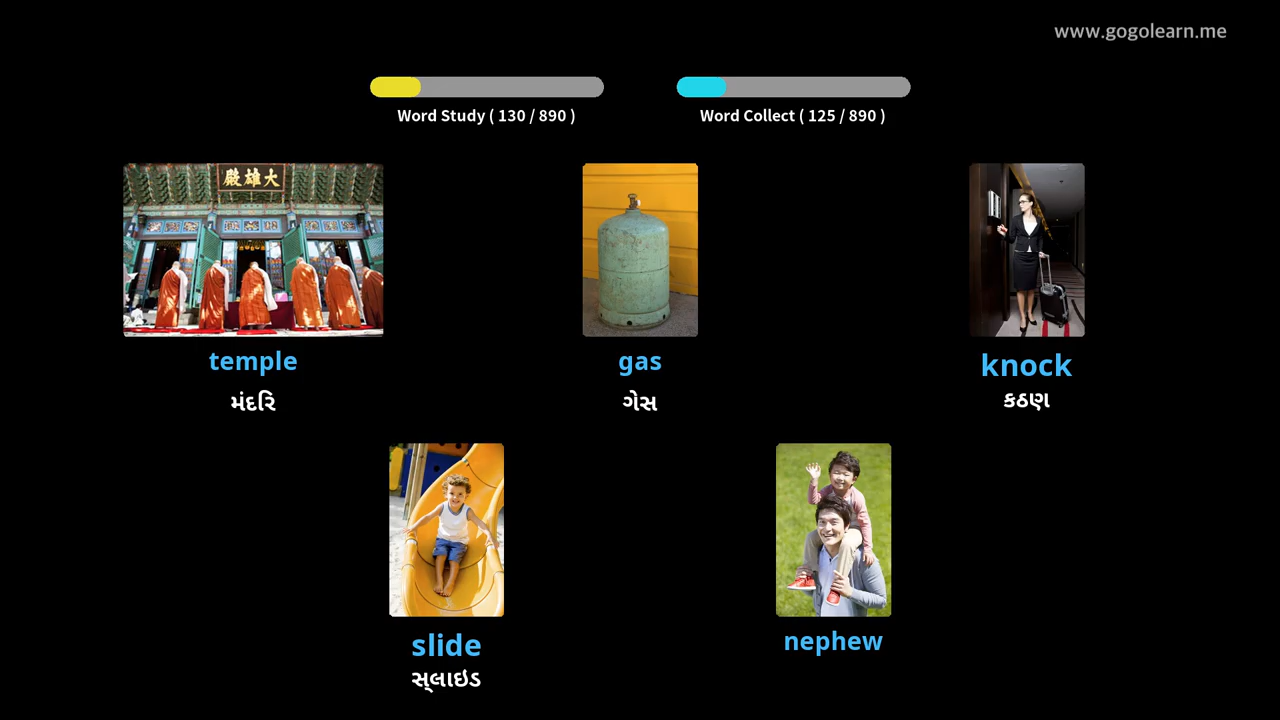 www.gogolearn.me
Word Study ( 130 / 890 )
Word Collect ( 125 / 890 )
大雄殿
temple
મંદરિ
gas
ગેસ
knock
કઠણ
slide
સ્‌લાઇડ
nephew